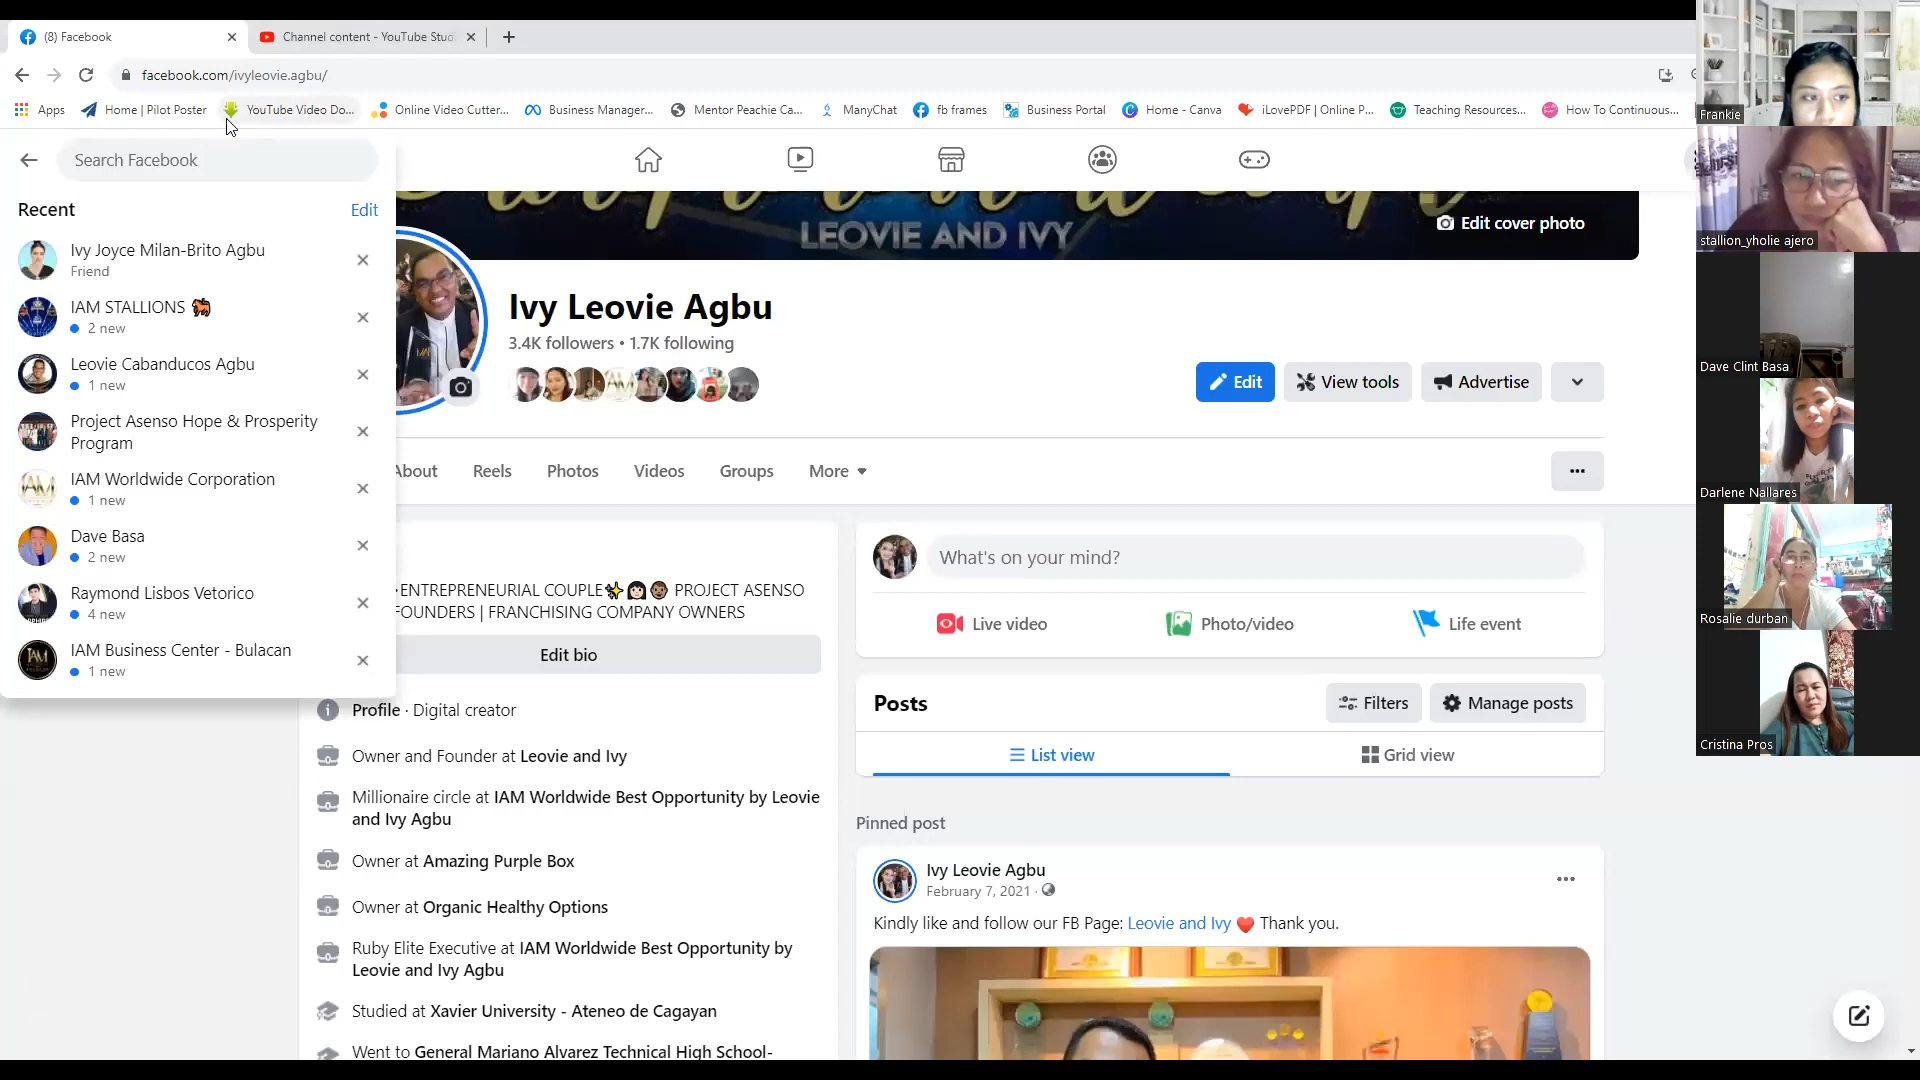 (8) Facebook
Channel content - YouTube Stud
facebook.com/ivyleovie.agbu/
Apps
Home | Pilot Poster
YouTube Video Do...
Online Video Cutter...
Business Manager...
Mentor Peachie Ca...
ManyChat
fb frames
Business Portal
Home - Canva
iLovePDF | Online P...
Teaching Resources...
How To Continuous...
Search Facebook
Recent
Edit
Ivy Joyce Milan-Brito Agbu
Friend
IAM STALLIONS 🐎
2 new
Leovie Cabanducos Agbu
1 new
Project Asenso Hope & Prosperity
Program
IAM Worldwide Corporation
1 new
Dave Basa
2 new
Raymond Lisbos Vetorico
4 new
IAM Business Center - Bulacan
1 new
LEOVIE AND IVY
Edit cover photo
Ivy Leovie Agbu
3.4K followers • 1.7K following
Edit
View tools
Advertise
About
Reels
Photos
Videos
Groups
More
ENTREPRENEURIAL COUPLE✨👩🏻👨🏽 PROJECT ASENSO
FOUNDERS | FRANCHISING COMPANY OWNERS
Edit bio
Profile · Digital creator
Owner and Founder at Leovie and Ivy
Millionaire circle at IAM Worldwide Best Opportunity by Leovie
and Ivy Agbu
Owner at Amazing Purple Box
Owner at Organic Healthy Options
Ruby Elite Executive at IAM Worldwide Best Opportunity by
Leovie and Ivy Agbu
Studied at Xavier University - Ateneo de Cagayan
Went to General Mariano Alvarez Technical High School-
What's on your mind?
Live video
Photo/video
Life event
Posts
Filters
Manage posts
List view
Grid view
Pinned post
Ivy Leovie Agbu
February 7, 2021 ·
Kindly like and follow our FB Page: Leovie and Ivy ❤️ Thank you.
Frankie
stallion_yholie ajero
Dave Clint Basa
Darlene Nallares
Rosalie durban
Cristina Pros